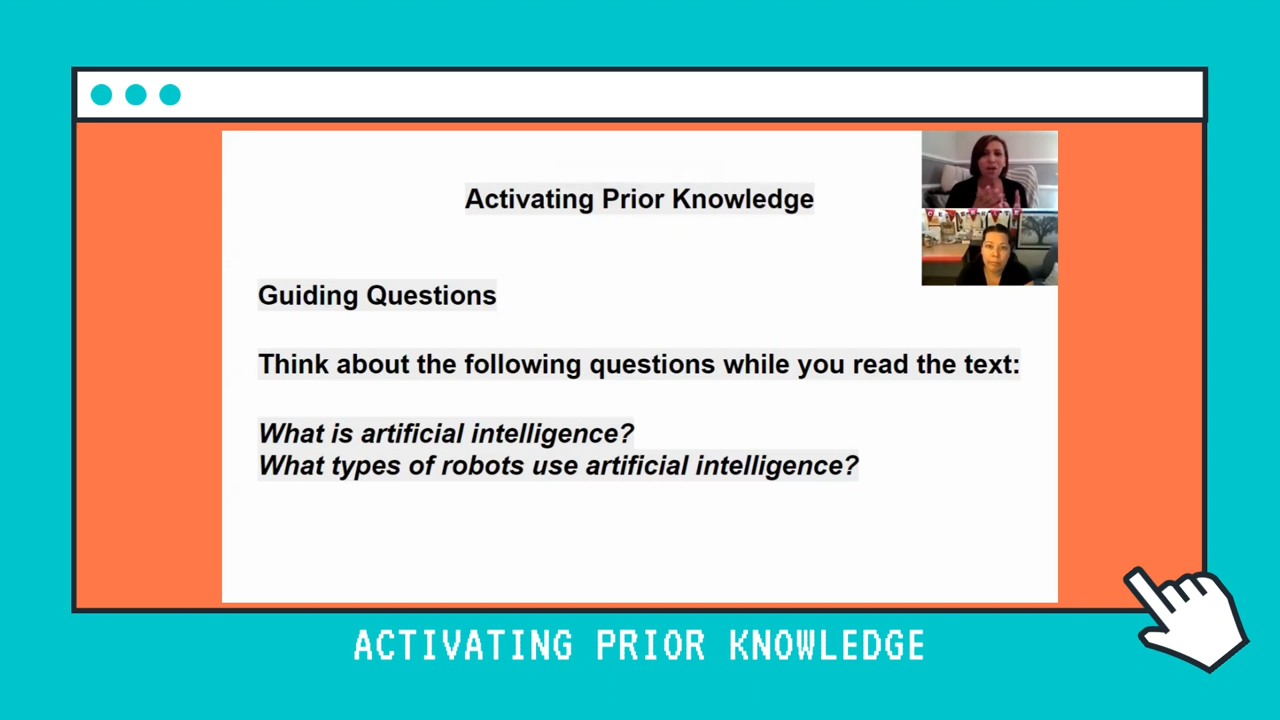 Activating Prior Knowledge
Guiding Questions
Think about the following questions while you read the text:
What is artificial intelligence?
What types of robots use artificial intelligence?
ACTIVATING PRIOR KNOWLEDGE